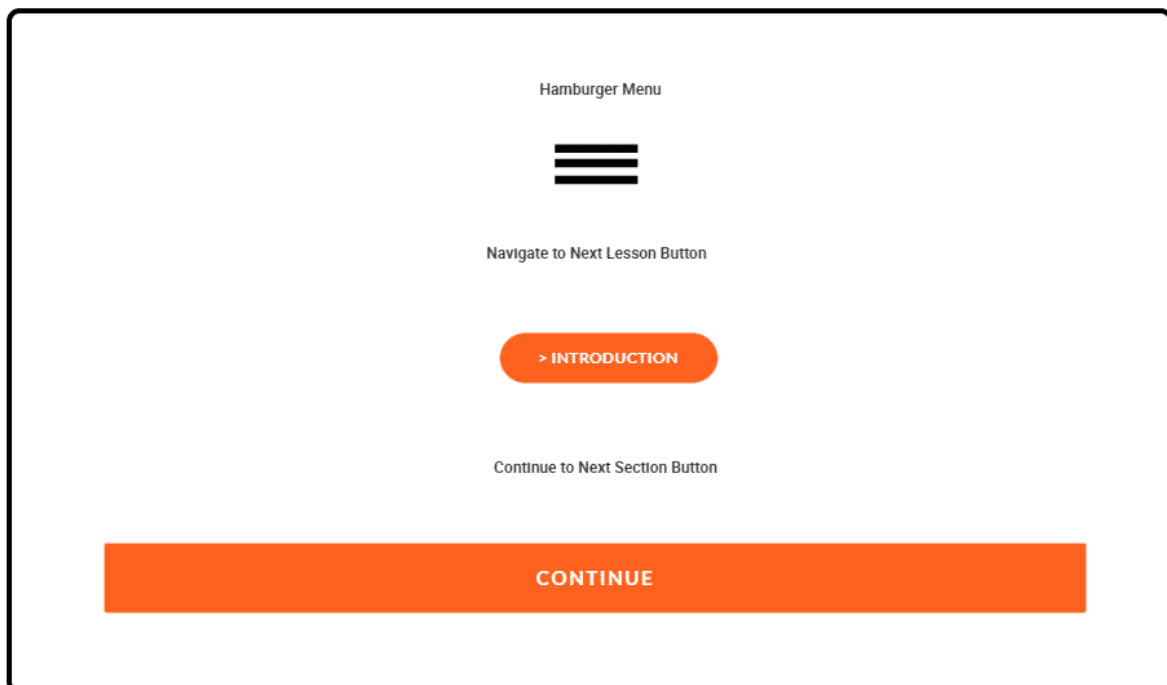 Hamburger Menu
Navigate to Next Lesson Button
> INTRODUCTION
Continue to Next Section Button
CONTINUE